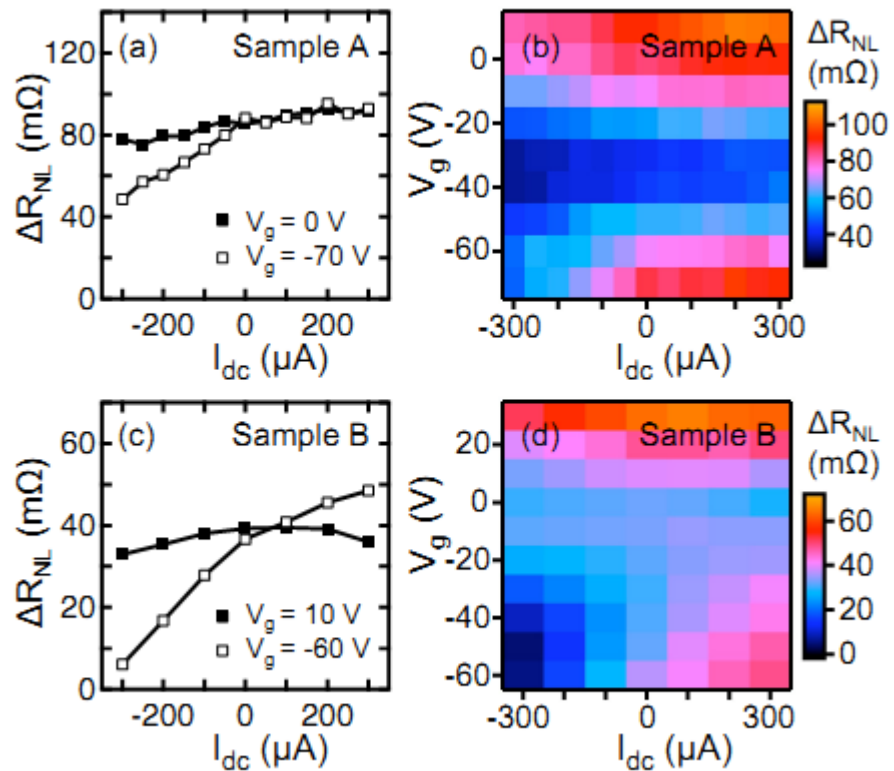 (a) Sample A
ΔR_NL (mΩ)
120
80
40
0
V_g = 0 V
V_g = -70 V
-200 0 200
I_dc (µA)
(b) Sample A
V_g (V)
0
-20
-40
-60
-300 0 300
I_dc (µA)
ΔR_NL
(mΩ)
100
80
60
40
(c) Sample B
ΔR_NL (mΩ)
60
40
20
0
V_g = 10 V
V_g = -60 V
-200 0 200
I_dc (µA)
(d) Sample B
V_g (V)
20
0
-20
-40
-60
-300 0 300
I_dc (µA)
ΔR_NL
(mΩ)
60
40
20
0